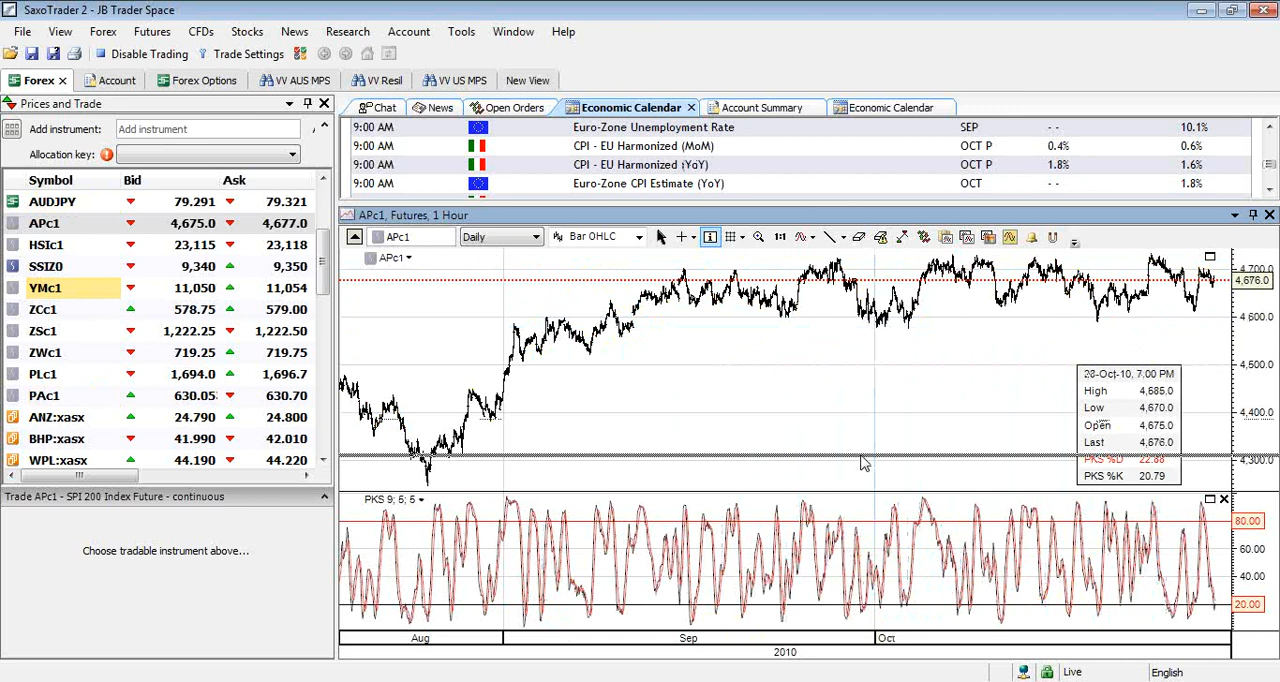 SaxoTrader 2 - JB Trader Space
File View Forex Futures CFDs Stocks News Research Account Tools Window Help
Disable Trading Trade Settings
Forex Account Forex Options VV AUS MPS VV Resil VV US MPS New View
Prices and Trade
Add instrument: Add instrument
Allocation key:
Symbol Bid Ask
AUDJPY 79.291 79.321
APc1 4,675.0 4,677.0
HSIc1 23,115 23,118
SSIZ0 9,340 9,350
YMc1 11,050 11,054
ZCc1 578.75 579.00
ZSc1 1,222.25 1,222.50
ZWc1 719.25 719.75
PLc1 1,694.0 1,696.7
PAc1 630.05 630.70
ANZ:xasx 24.790 24.800
BHP:xasx 41.990 42.010
WPL:xasx 44.190 44.220
Trade APc1 - SPI 200 Index Future - continuous
Choose tradable instrument above...
Chat News Open Orders Economic Calendar Account Summary Economic Calendar
9:00 AM Euro-Zone Unemployment Rate SEP - - 10.1%
9:00 AM CPI - EU Harmonized (MoM) OCT P 0.4% 0.6%
9:00 AM CPI - EU Harmonized (YoY) OCT P 1.8% 1.6%
9:00 AM Euro-Zone CPI Estimate (YoY) OCT - - 1.8%
APc1, Futures, 1 Hour
APc1 Daily Bar OHLC 1:1
APc1
4,700.0
4,676.0
4,600.0
4,500.0
4,400.0
4,300.0
28-Oct-10, 7:00 PM
High 4,685.0
Low 4,670.0
Open 4,675.0
Last 4,676.0
PKS %D 22.88
PKS %K 20.79
PKS 9; 5; 5
80.00
60.00
40.00
20.00
Aug Sep Oct
2010
Live English